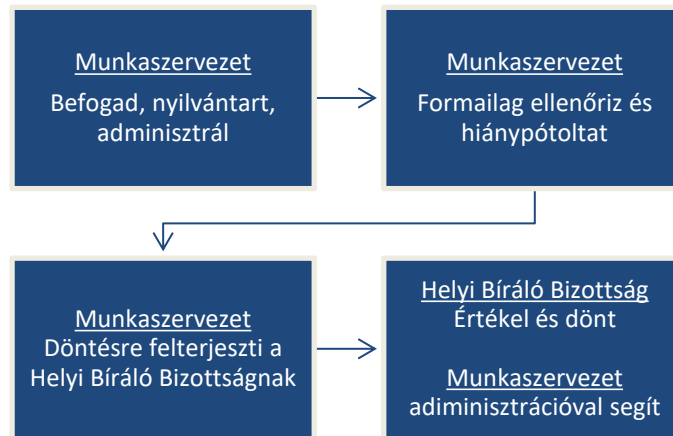 Munkaszervezet
Befogad, nyilvántart,
adminisztrál
Munkaszervezet
Formailag ellenőriz és
hiánypótoltat
Munkaszervezet
Döntésre felterjeszti a
Helyi Bíráló Bizottságnak
Helyi Bíráló Bizottság
Értékel és dönt
Munkaszervezet
adiminisztrációval segít